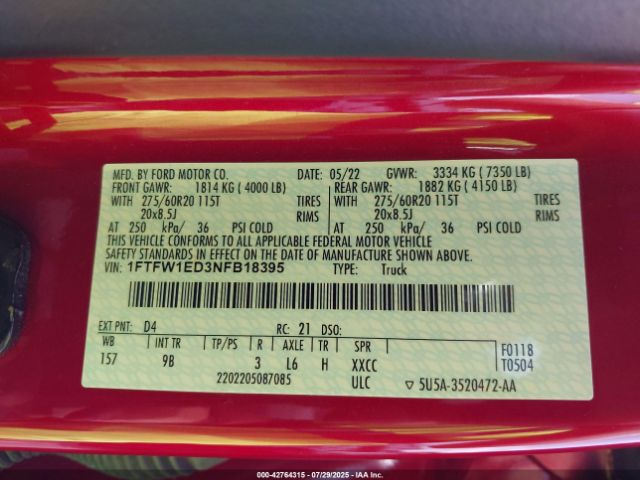 MFD. BY FORD MOTOR CO. DATE: 05/22 GVWR: 3334 KG ( 7350 LB)
FRONT GAWR: 1814 KG ( 4000 LB) REAR GAWR: 1882 KG ( 4150 LB)
WITH 275/60R20 115T TIRES WITH 275/60R20 115T TIRES
20x8.5J RIMS 20x8.5J RIMS
AT 250 kPa/ 36 PSI COLD AT 250 kPa/ 36 PSI COLD
THIS VEHICLE CONFORMS TO ALL APPLICABLE FEDERAL MOTOR VEHICLE
SAFETY STANDARDS IN EFFECT ON THE DATE OF MANUFACTURE SHOWN ABOVE.
VIN: 1FTFW1ED3NFB18395 TYPE: Truck
EXT PNT: D4 RC: 21 DSO:
WB INT TR TP/PS R AXLE TR SPR F0118
157 9B 3 L6 H XXCC T0504
2202205087085 ULC 5U5A-3520472-AA
000-42764315 - 07/29/2025 - IAAI.COM